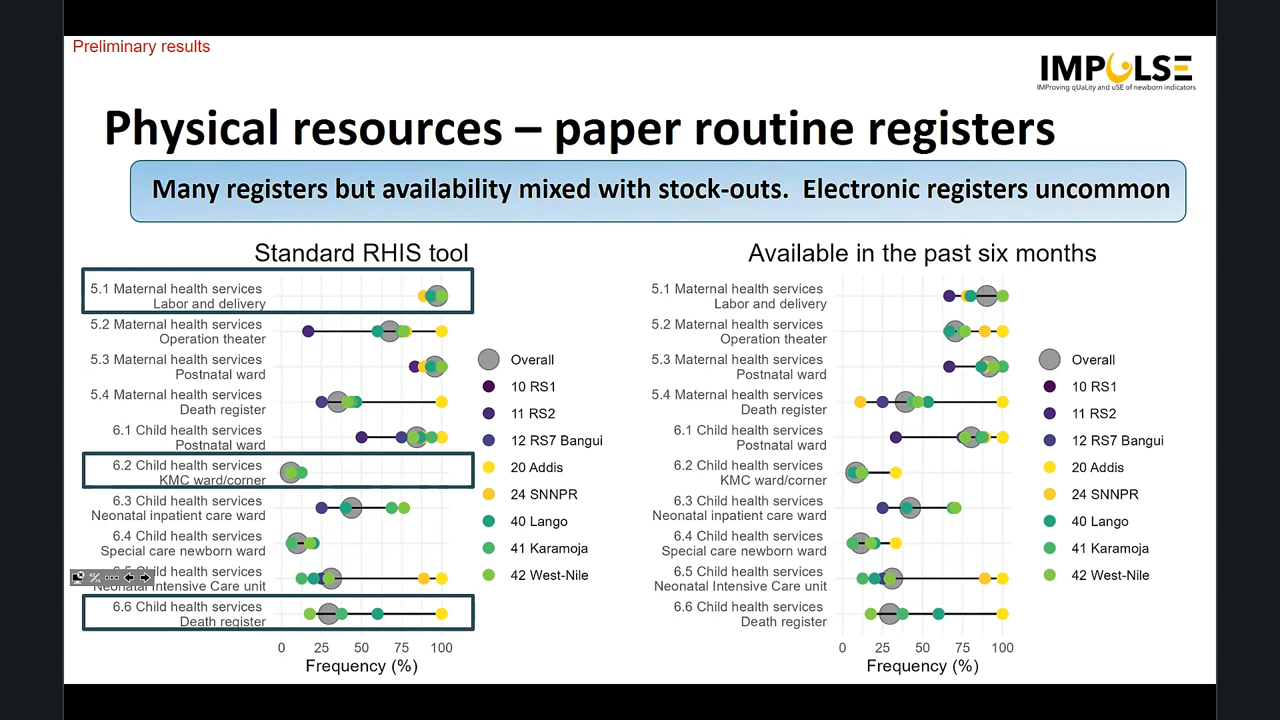 Preliminary results
IMPULSE
IMProving qUaLity and uSE of newborn indicators
Physical resources – paper routine registers
Many registers but availability mixed with stock-outs.  Electronic registers uncommon
Standard RHIS tool
5.1 Maternal health services
Labor and delivery
5.2 Maternal health services
Operation theater
5.3 Maternal health services
Postnatal ward
5.4 Maternal health services
Death register
6.1 Child health services
Postnatal ward
6.2 Child health services
KMC ward/corner
6.3 Child health services
Neonatal inpatient care ward
6.4 Child health services
Special care newborn ward
6.5 Child health services
Neonatal Intensive Care unit
6.6 Child health services
Death register
0 25 50 75 100
Frequency (%)
Overall
10 RS1
11 RS2
12 RS7 Bangui
20 Addis
24 SNNPR
40 Lango
41 Karamoja
42 West-Nile
Available in the past six months
5.1 Maternal health services
Labor and delivery
5.2 Maternal health services
Operation theater
5.3 Maternal health services
Postnatal ward
5.4 Maternal health services
Death register
6.1 Child health services
Postnatal ward
6.2 Child health services
KMC ward/corner
6.3 Child health services
Neonatal inpatient care ward
6.4 Child health services
Special care newborn ward
6.5 Child health services
Neonatal Intensive Care unit
6.6 Child health services
Death register
0 25 50 75 100
Frequency (%)
Overall
10 RS1
11 RS2
12 RS7 Bangui
20 Addis
24 SNNPR
40 Lango
41 Karamoja
42 West-Nile